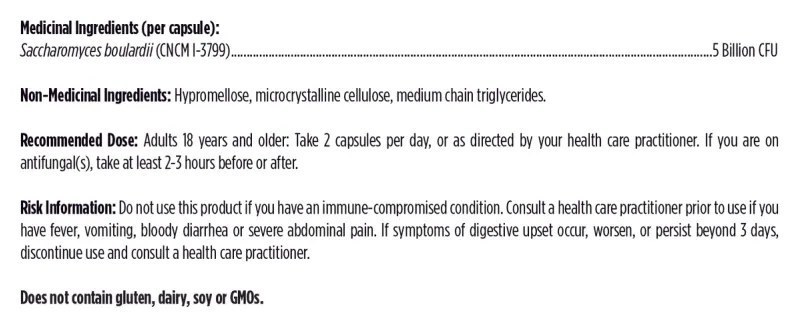 Medicinal Ingredients (per capsule):
Saccharomyces boulardii (CNCM I-3799)..........................................................................................................................................................5 Billion CFU
Non-Medicinal Ingredients: Hypromellose, microcrystalline cellulose, medium chain triglycerides.
Recommended Dose: Adults 18 years and older: Take 2 capsules per day, or as directed by your health care practitioner. If you are on
antifungal(s), take at least 2-3 hours before or after.
Risk Information: Do not use this product if you have an immune-compromised condition. Consult a health care practitioner prior to use if you
have fever, vomiting, bloody diarrhea or severe abdominal pain. If symptoms of digestive upset occur, worsen, or persist beyond 3 days,
discontinue use and consult a health care practitioner.
Does not contain gluten, dairy, soy or GMOs.